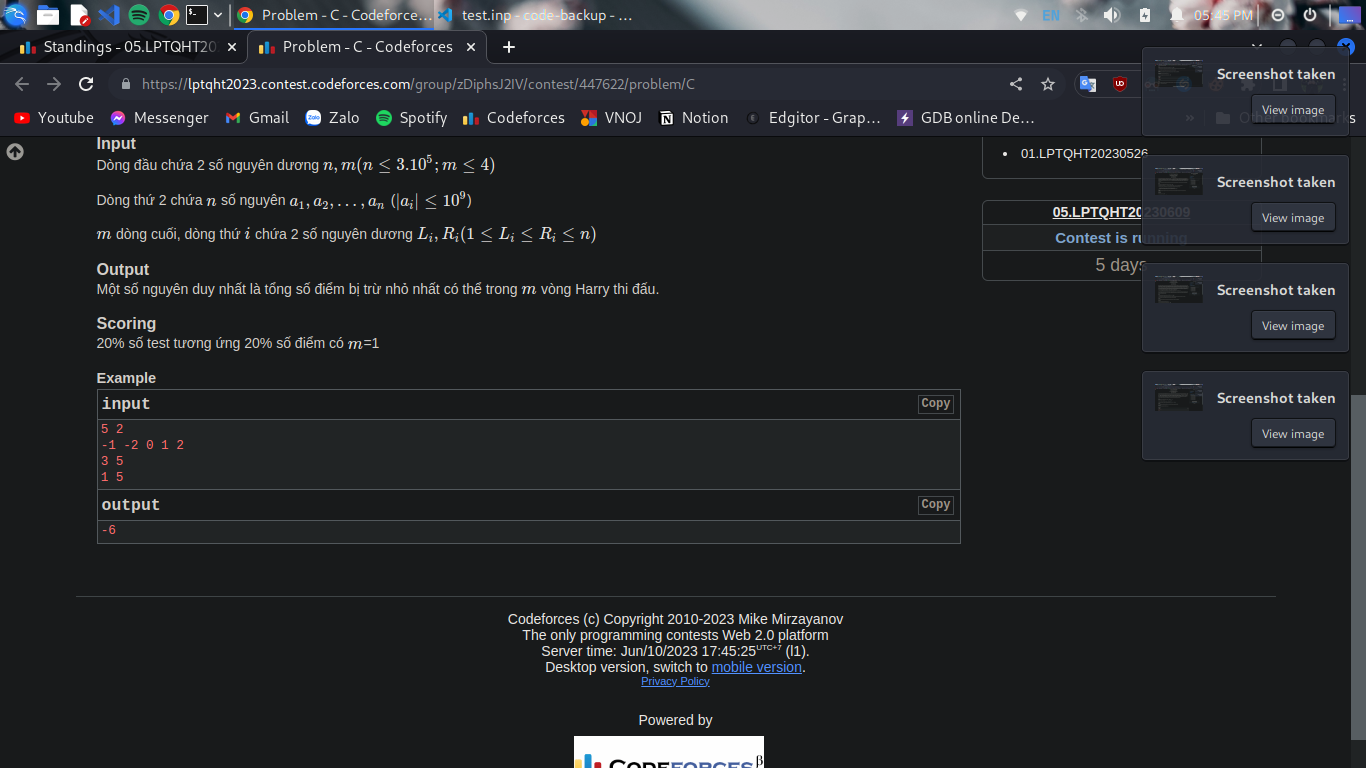 Problem - C - Codeforce...
test.inp - code-backup - ...
EN
05:45 PM
Standings - 05.LPTQHT20
Problem - C - Codeforces
https://lptqht2023.contest.codeforces.com/group/zDiphsJ2IV/contest/447622/problem/C
Youtube
Messenger
Gmail
Zalo
Spotify
Codeforces
VNOJ
Notion
Edgitor - Grap...
GDB online De...
Other bookmarks
Input
Dòng đầu chứa 2 số nguyên dương n, m(n ≤ 3.10^5; m ≤ 4)
Dòng thứ 2 chứa n số nguyên a_1, a_2, ..., a_n (|a_i| ≤ 10^9)
m dòng cuối, dòng thứ i chứa 2 số nguyên dương L_i, R_i(1 ≤ L_i ≤ R_i ≤ n)
Output
Một số nguyên duy nhất là tổng số điểm bị trừ nhỏ nhất có thể trong m vòng Harry thi đấu.
Scoring
20% số test tương ứng 20% số điểm có m=1
Example
input
Copy
5 2
-1 -2 0 1 2
3 5
1 5
output
Copy
-6
01.LPTQHT20230526
05.LPTQHT20230609
Contest is running
5 days
Screenshot taken
View image
Screenshot taken
View image
Screenshot taken
View image
Screenshot taken
View image
Codeforces (c) Copyright 2010-2023 Mike Mirzayanov
The only programming contests Web 2.0 platform
Server time: Jun/10/2023 17:45:25 UTC+7 (l1).
Desktop version, switch to mobile version.
Privacy Policy
Powered by
CODEFORCES β